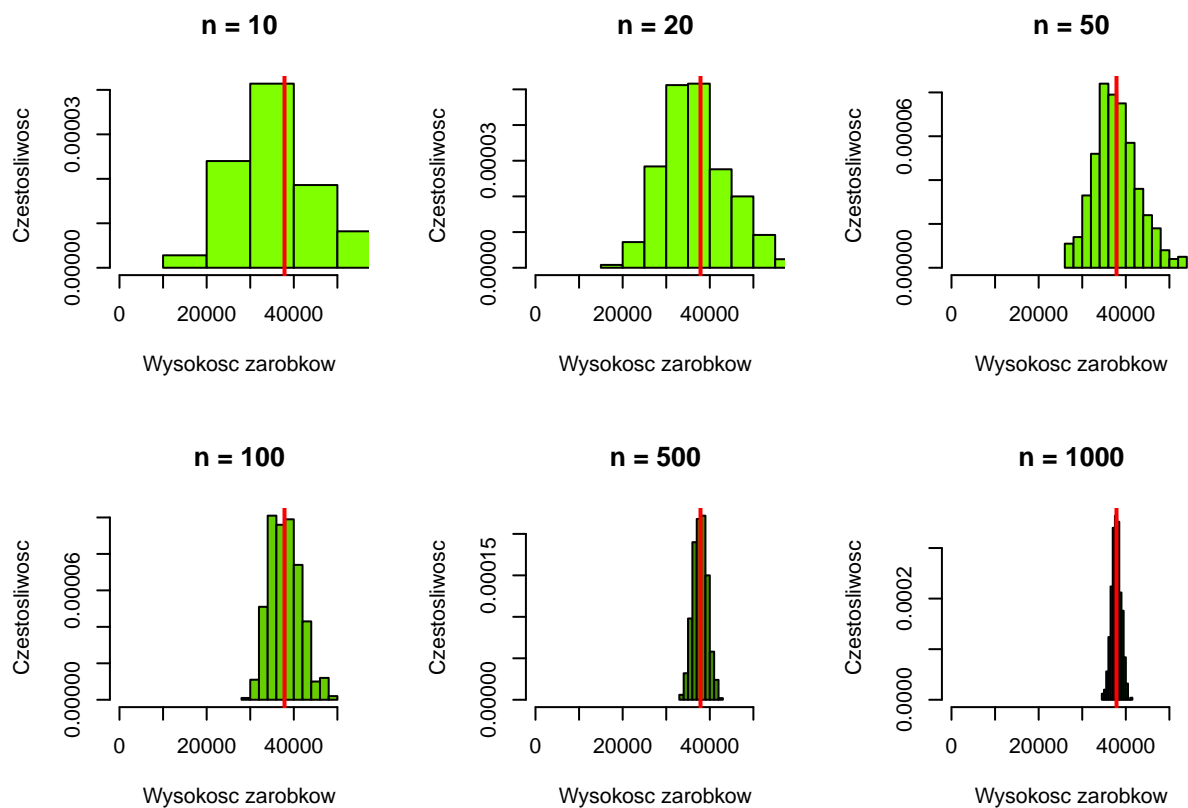 n = 10
Czestosliwosc
0.00000 0.00003
0 20000 40000
Wysokosc zarobkow
n = 20
Czestosliwosc
0.00000 0.00003
0 20000 40000
Wysokosc zarobkow
n = 50
Czestosliwosc
0.00000 0.00006
0 20000 40000
Wysokosc zarobkow
n = 100
Czestosliwosc
0.00000 0.00006
0 20000 40000
Wysokosc zarobkow
n = 500
Czestosliwosc
0.00000 0.00015
0 20000 40000
Wysokosc zarobkow
n = 1000
Czestosliwosc
0.0000 0.0002
0 20000 40000
Wysokosc zarobkow